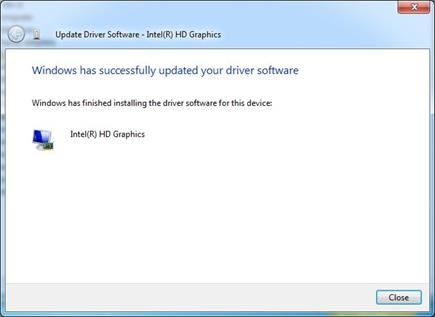 Update Driver Software - Intel(R) HD Graphics
Windows has successfully updated your driver software
Windows has finished installing the driver software for this device:
Intel(R) HD Graphics
Close